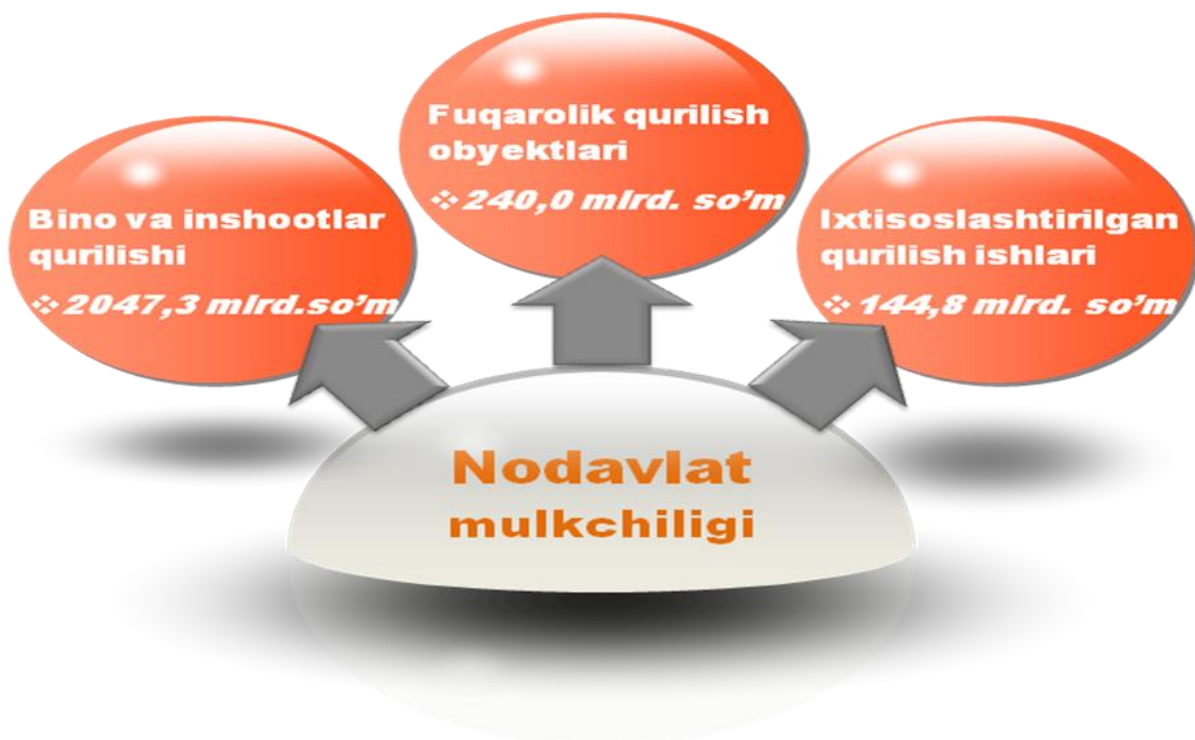 Bino va inshootlar
qurilishi
❖ 2047,3 mlrd.so’m
Fuqarolik qurilish
obyektlari
❖ 240,0 mlrd. so’m
Ixtisoslashtirilgan
qurilish ishlari
❖ 144,8 mlrd. so’m
Nodavlat
mulkchiligi